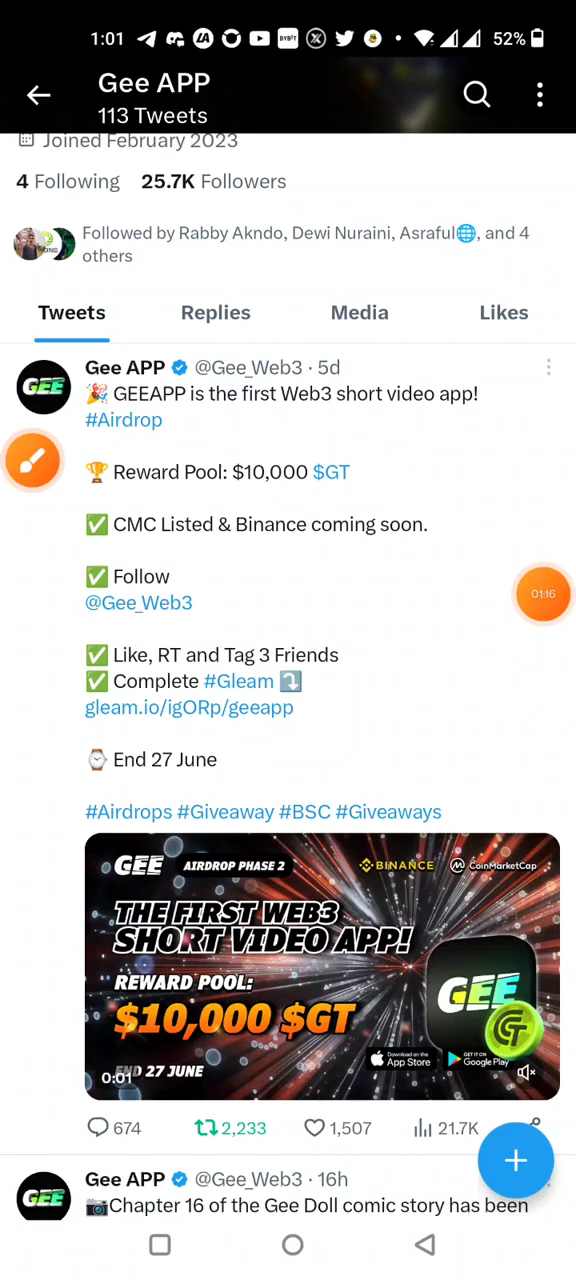 1:01
BYBIT
52%
Gee APP
113 Tweets
Joined February 2023
4 Following 25.7K Followers
Followed by Rabby Akndo, Dewi Nuraini, Asraful🌐, and 4
others
Tweets Replies Media Likes
GEE
Gee APP @Gee_Web3 · 5d
🎉 GEEAPP is the first Web3 short video app!
#Airdrop
🏆 Reward Pool: $10,000 $GT
✅ CMC Listed & Binance coming soon.
✅ Follow
@Gee_Web3
01:16
✅ Like, RT and Tag 3 Friends
✅ Complete #Gleam ⤵️
gleam.io/igORp/geeapp
⌚ End 27 June
#Airdrops #Giveaway #BSC #Giveaways
GEE AIRDROP PHASE 2 BINANCE CoinMarketCap
THE FIRST WEB3
SHORT VIDEO APP!
REWARD POOL:
$10,000 $GT
GEE
GT
Download on the
App Store
GET IT ON
Google Play
END 27 JUNE
0:01
674 2,233 1,507 21.7K
GEE
Gee APP @Gee_Web3 · 16h
📷Chapter 16 of the Gee Doll comic story has been